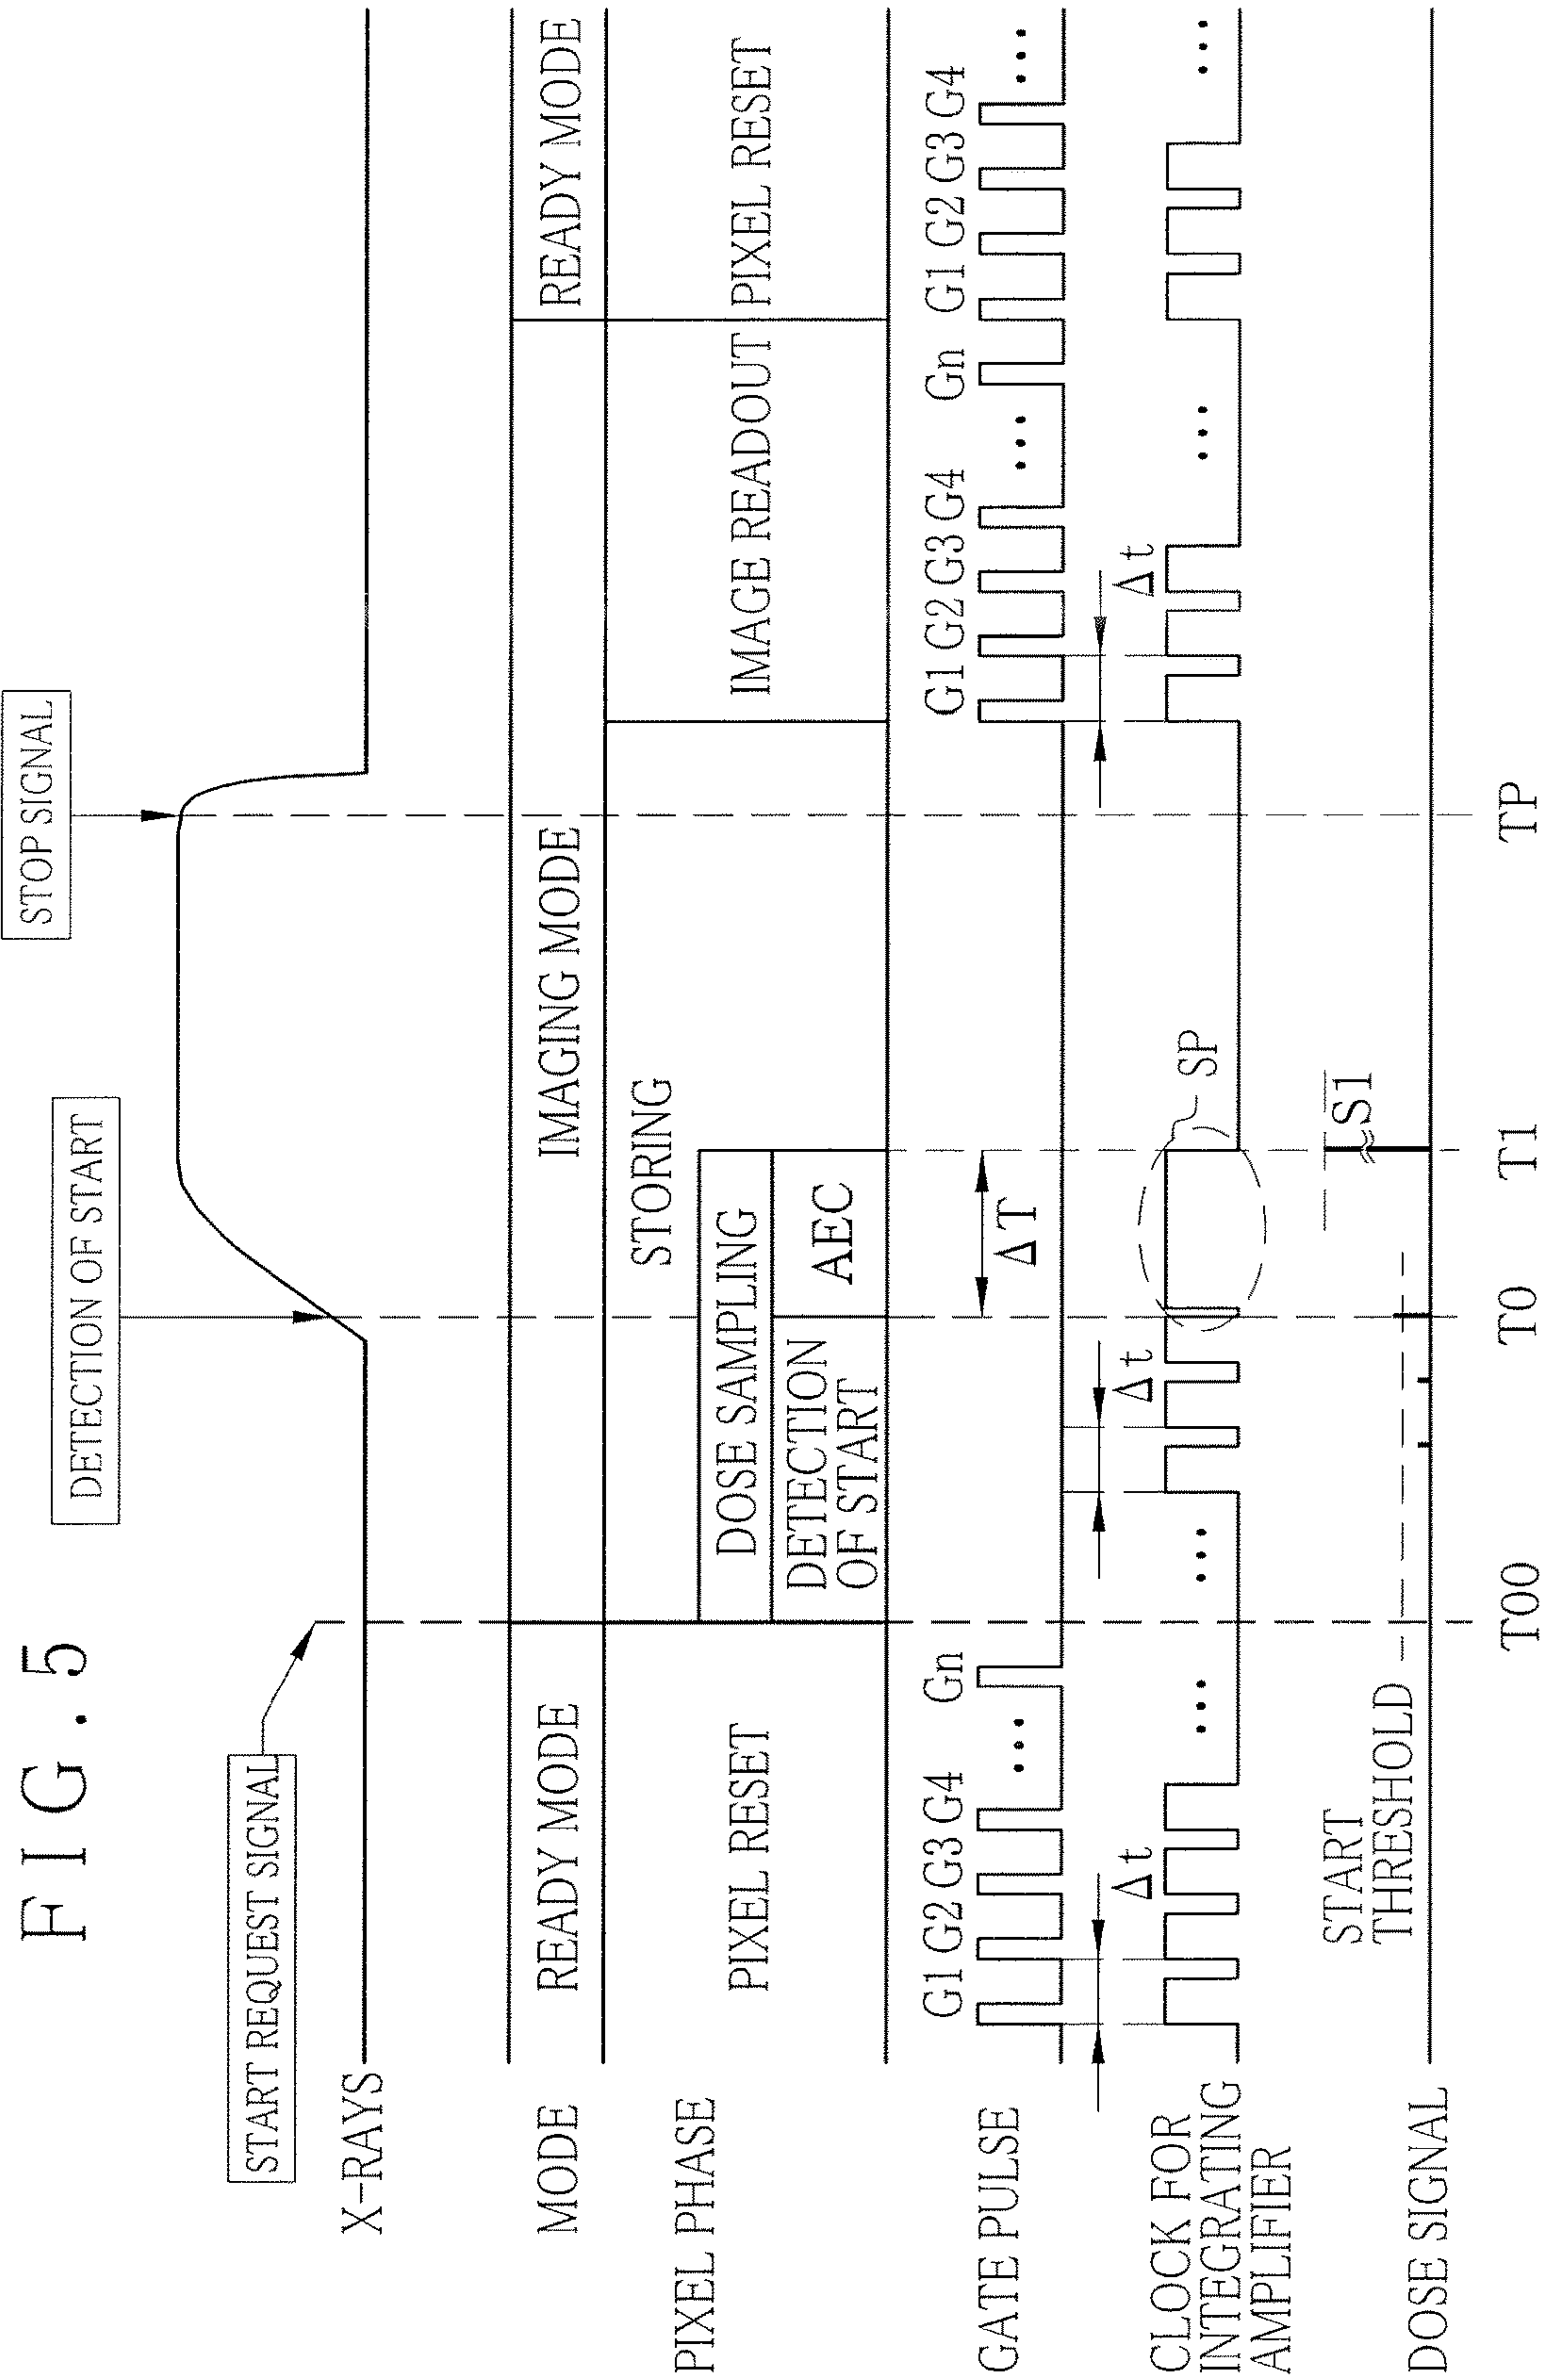 FIG. 5
STOP SIGNAL
DETECTION OF START
START REQUEST SIGNAL
X-RAYS
MODE
READY MODE
IMAGING MODE
READY MODE
PIXEL PHASE
PIXEL RESET
STORING
DOSE SAMPLING
DETECTION
OF START
AEC
IMAGE READOUT
PIXEL RESET
GATE PULSE
G1 G2 G3 G4 ... Gn
ΔT
G1 G2 G3 G4 ... Gn
G1 G2 G3 G4 ...
CLOCK FOR
INTEGRATING
AMPLIFIER
Δt
...
...
Δt
SP
Δt
...
...
DOSE SIGNAL
START
THRESHOLD
S1
T00
T0
T1
TP